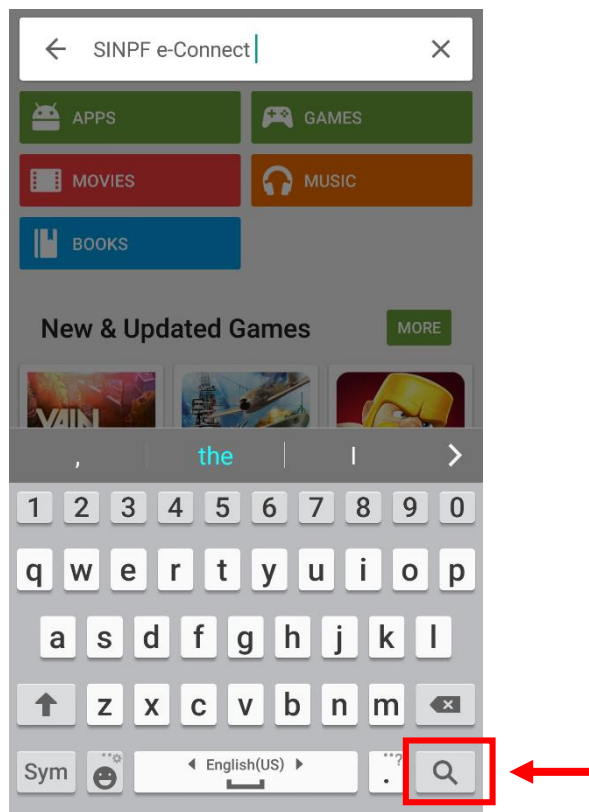 SINPF e-Connect
APPS GAMES
MOVIES MUSIC
BOOKS
New & Updated Games MORE
VAIN
, the I
1 2 3 4 5 6 7 8 9 0
q w e r t y u i o p
a s d f g h j k l
z x c v b n m
Sym English(US) . ?